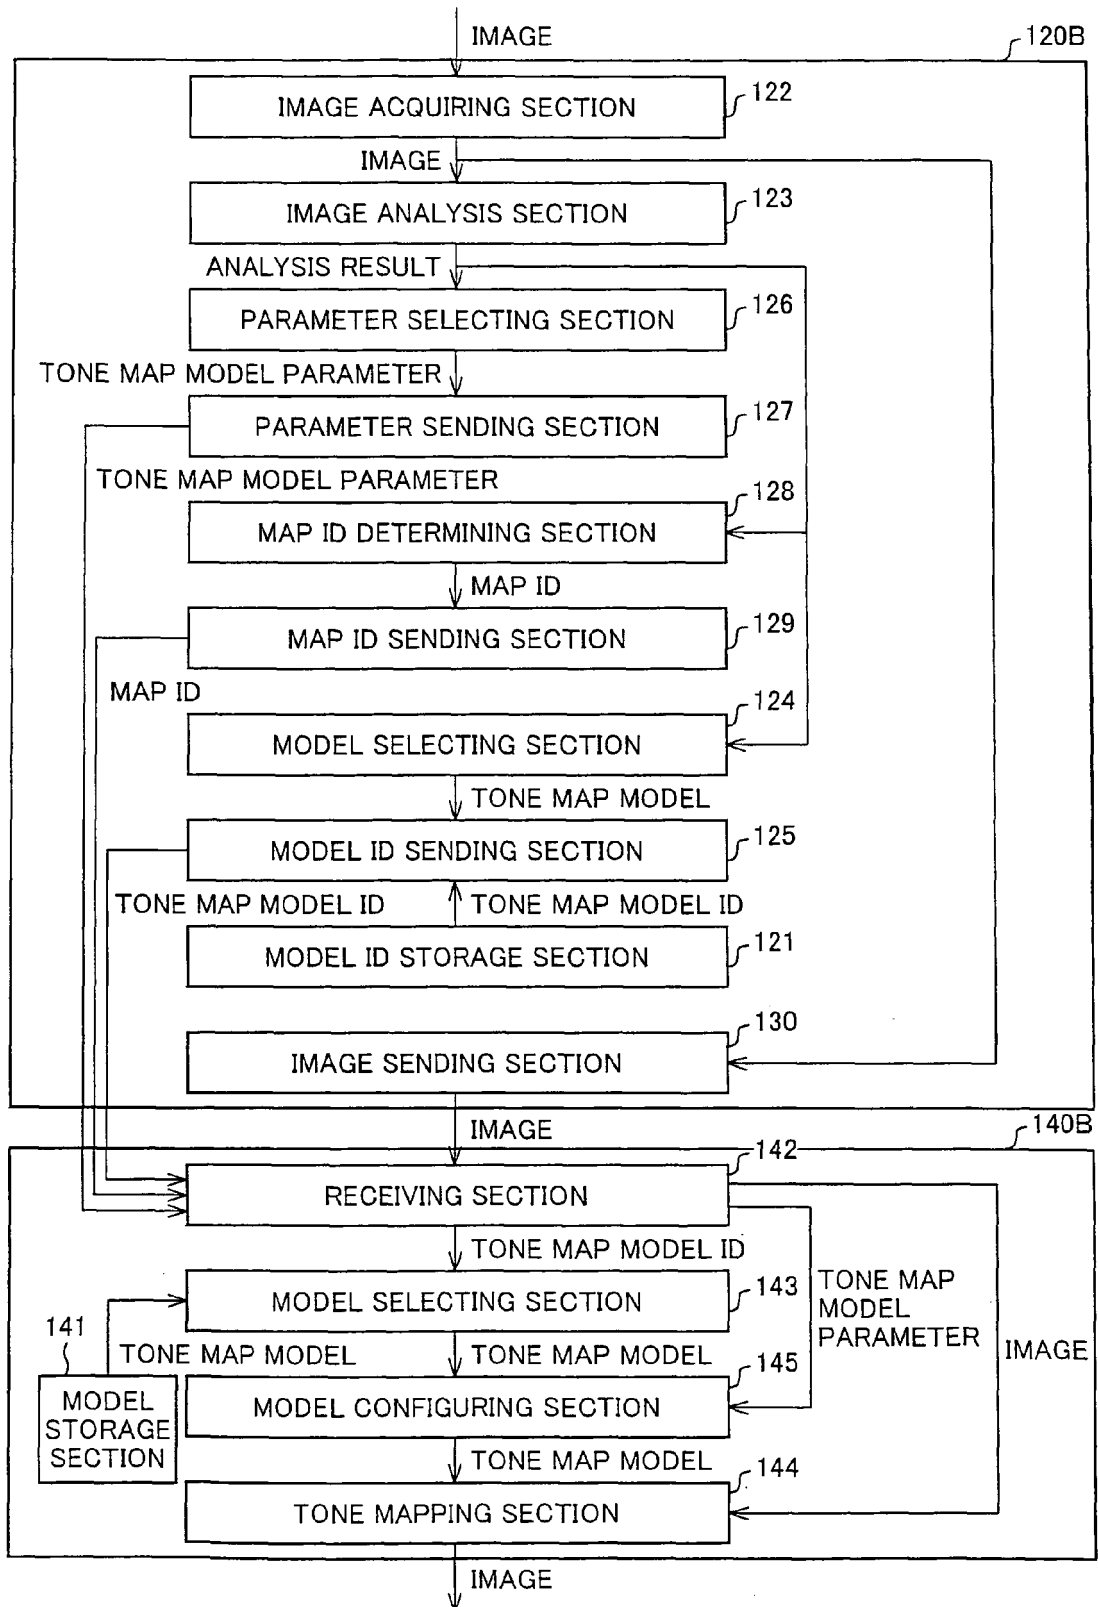 IMAGE
120B
IMAGE ACQUIRING SECTION
122
IMAGE
IMAGE ANALYSIS SECTION
123
ANALYSIS RESULT
PARAMETER SELECTING SECTION
126
TONE MAP MODEL PARAMETER
PARAMETER SENDING SECTION
127
TONE MAP MODEL PARAMETER
MAP ID DETERMINING SECTION
128
MAP ID
MAP ID SENDING SECTION
129
MAP ID
MODEL SELECTING SECTION
124
TONE MAP MODEL
MODEL ID SENDING SECTION
125
TONE MAP MODEL ID
TONE MAP MODEL ID
MODEL ID STORAGE SECTION
121
IMAGE SENDING SECTION
130
IMAGE
140B
RECEIVING SECTION
142
TONE MAP MODEL ID
MODEL SELECTING SECTION
143
TONE MAP
MODEL
PARAMETER
IMAGE
141
TONE MAP MODEL
TONE MAP MODEL
MODEL
STORAGE
SECTION
MODEL CONFIGURING SECTION
145
TONE MAP MODEL
TONE MAPPING SECTION
144
IMAGE